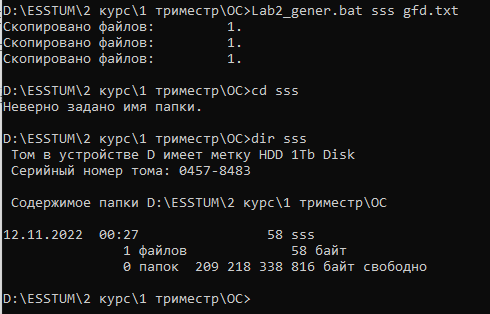 D:\ESSTUM\2 курс\1 триместр\ОС>Lab2_gener.bat sss gfd.txt
Скопировано файлов:         1.
Скопировано файлов:         1.
Скопировано файлов:         1.
D:\ESSTUM\2 курс\1 триместр\ОС>cd sss
Неверно задано имя папки.
D:\ESSTUM\2 курс\1 триместр\ОС>dir sss
Том в устройстве D имеет метку HDD 1Tb Disk
Серийный номер тома: 0457-8483
Содержимое папки D:\ESSTUM\2 курс\1 триместр\ОС
12.11.2022  00:27                58 sss
1 файлов             58 байт
0 папок  209 218 338 816 байт свободно
D:\ESSTUM\2 курс\1 триместр\ОС>